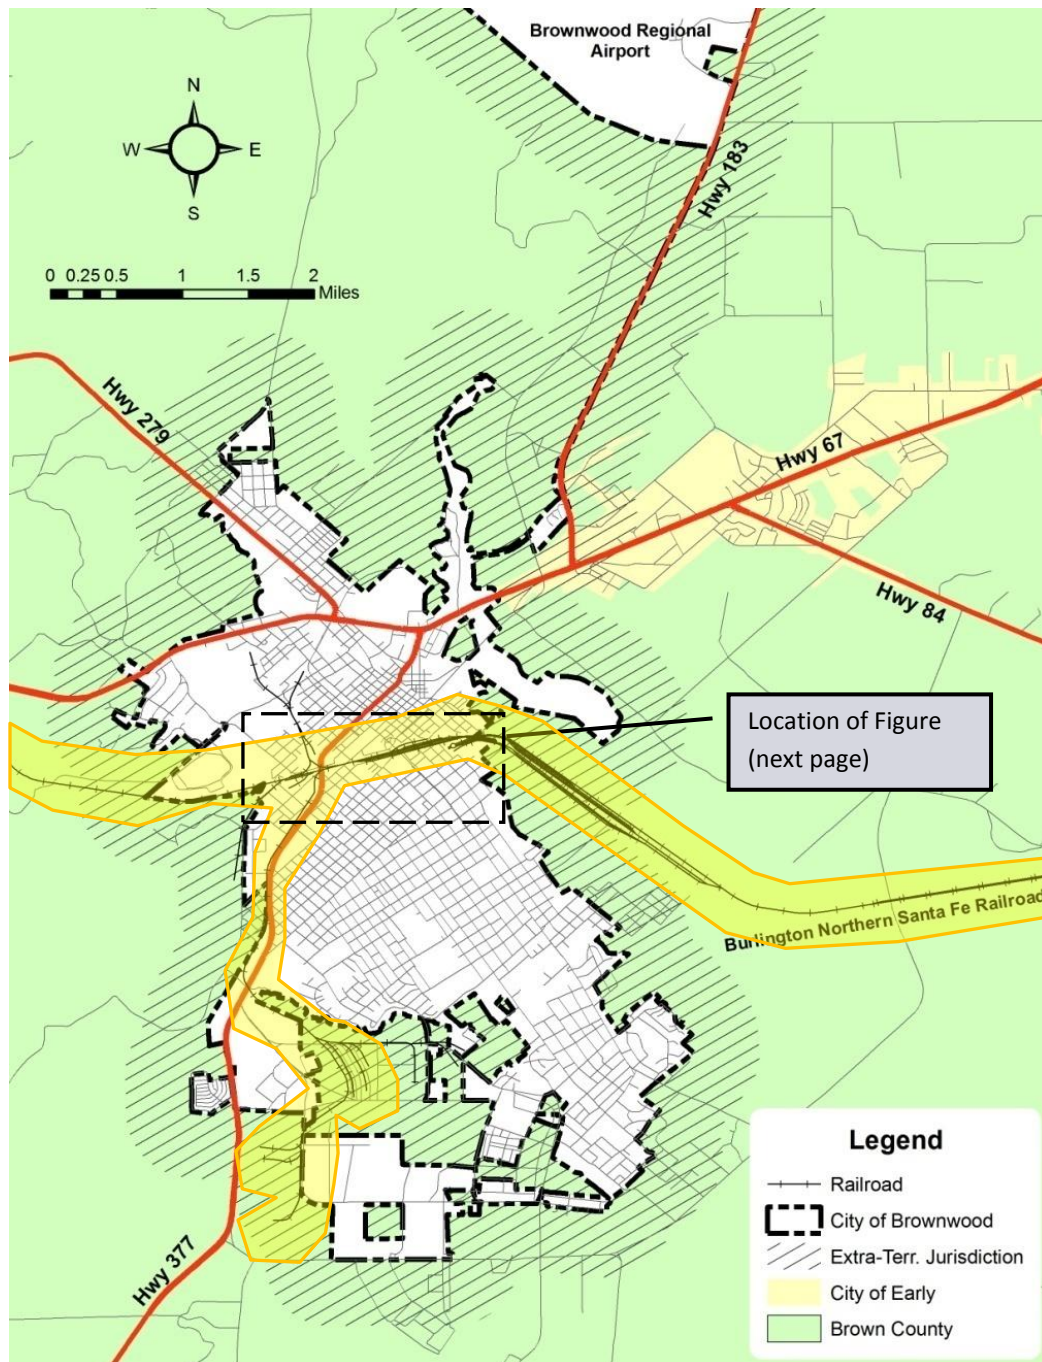 Brownwood Regional
Airport
N
W
E
S
Hwy 183
0 0.25 0.5 1 1.5 2
Miles
Hwy 279
Hwy 67
Hwy 84
Location of Figure
(next page)
Burlington Northern Santa Fe Railroad
Hwy 377
Legend
Railroad
City of Brownwood
Extra-Terr. Jurisdiction
City of Early
Brown County